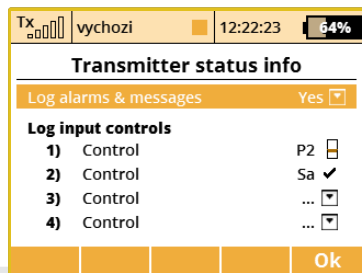 Tx vychozi 12:22:23 64%
Transmitter status info
Log alarms & messages Yes
Log input controls
1) Control P2
2) Control Sa
3) Control ...
4) Control ...
Ok